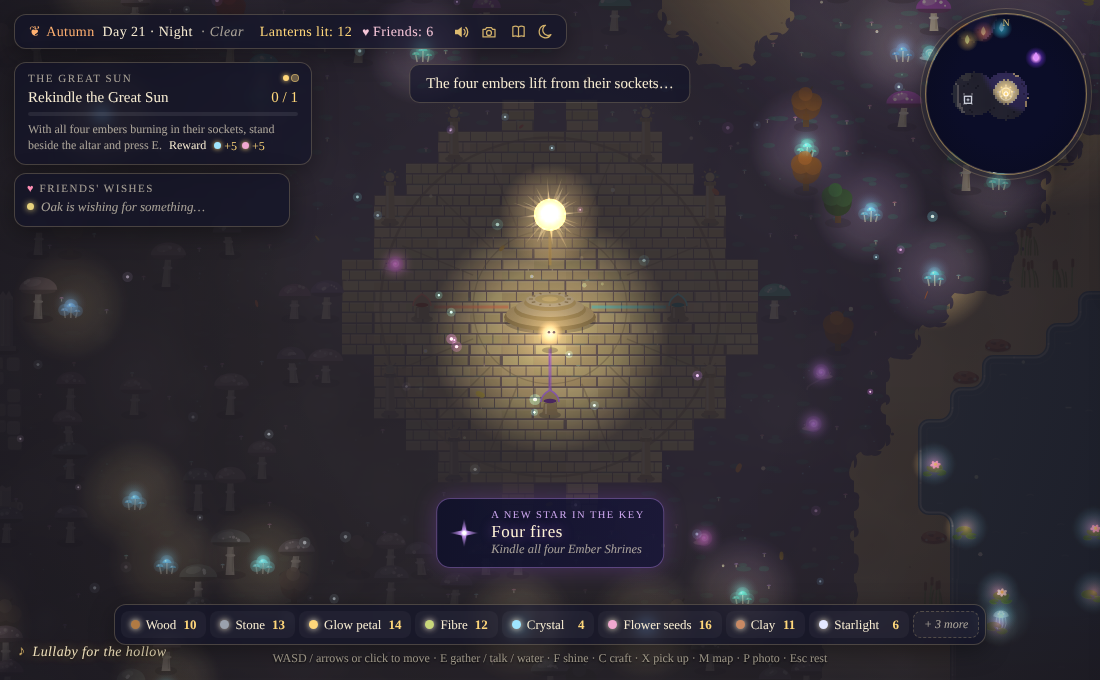 Autumn Day 21 · Night · Clear Lanterns lit: 12 ♥ Friends: 6
N
THE GREAT SUN
Rekindle the Great Sun 0 / 1
With all four embers burning in their sockets, stand
beside the altar and press E. Reward +5 +5
♥ FRIENDS' WISHES
Oak is wishing for something…
The four embers lift from their sockets…
A NEW STAR IN THE KEY
Four fires
Kindle all four Ember Shrines
Wood 10 Stone 13 Glow petal 14 Fibre 12 Crystal 4 Flower seeds 16 Clay 11 Starlight 6 + 3 more
♪ Lullaby for the hollow
WASD / arrows or click to move · E gather / talk / water · F shine · C craft · X pick up · M map · P photo · Esc rest